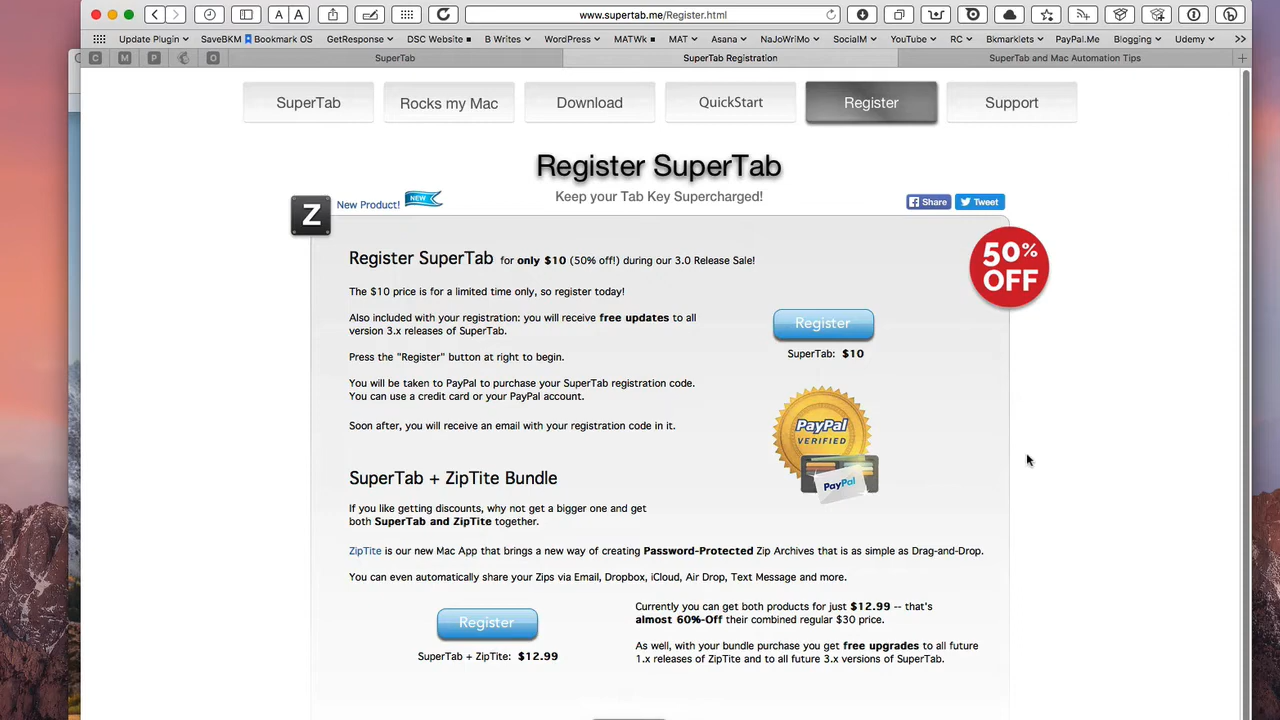 www.supertab.me/Register.html
A A
Update Plugin SaveBKM Bookmark OS GetResponse DSC Website B Writes WordPress MATWk MAT Asana NaJoWriMo SocialM YouTube RC Bkmarklets PayPal.Me Blogging Udemy
C M P O SuperTab SuperTab Registration SuperTab and Mac Automation Tips
SuperTab Rocks my Mac Download QuickStart Register Support
Register SuperTab
Keep your Tab Key Supercharged!
Z New Product! NEW
Share Tweet
50% OFF
Register SuperTab for only $10 (50% off!) during our 3.0 Release Sale!
The $10 price is for a limited time only, so register today!
Also included with your registration: you will receive free updates to all
version 3.x releases of SuperTab.
Register
SuperTab: $10
Press the "Register" button at right to begin.
You will be taken to PayPal to purchase your SuperTab registration code.
You can use a credit card or your PayPal account.
Soon after, you will receive an email with your registration code in it.
PayPal
VERIFIED
PayPal
SuperTab + ZipTite Bundle
If you like getting discounts, why not get a bigger one and get
both SuperTab and ZipTite together.
ZipTite is our new Mac App that brings a new way of creating Password-Protected Zip Archives that is as simple as Drag-and-Drop.
You can even automatically share your Zips via Email, Dropbox, iCloud, Air Drop, Text Message and more.
Register
SuperTab + ZipTite: $12.99
Currently you can get both products for just $12.99 -- that's
almost 60%-Off their combined regular $30 price.
As well, with your bundle purchase you get free upgrades to all future
1.x releases of ZipTite and to all future 3.x versions of SuperTab.